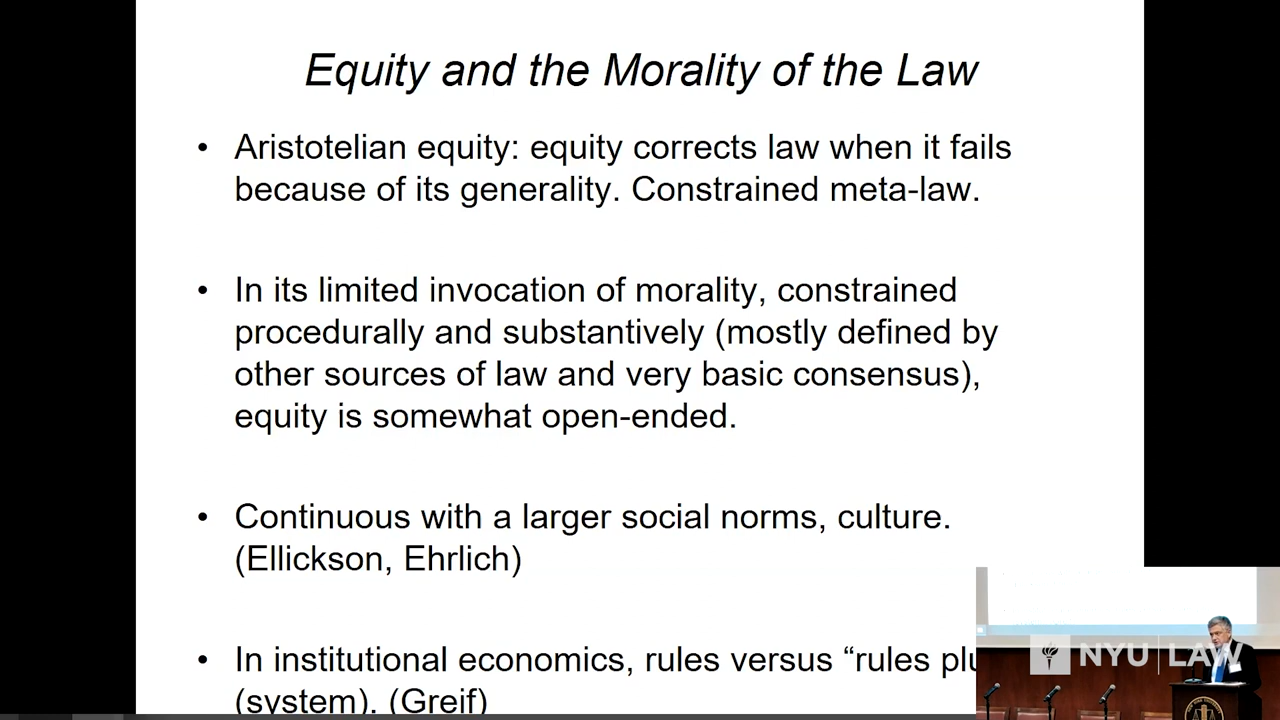 Equity and the Morality of the Law
• Aristotelian equity: equity corrects law when it fails
because of its generality. Constrained meta-law.
• In its limited invocation of morality, constrained
procedurally and substantively (mostly defined by
other sources of law and very basic consensus),
equity is somewhat open-ended.
• Continuous with a larger social norms, culture.
(Ellickson, Ehrlich)
• In institutional economics, rules versus “rules
(system). (Greif)
NYU LAW